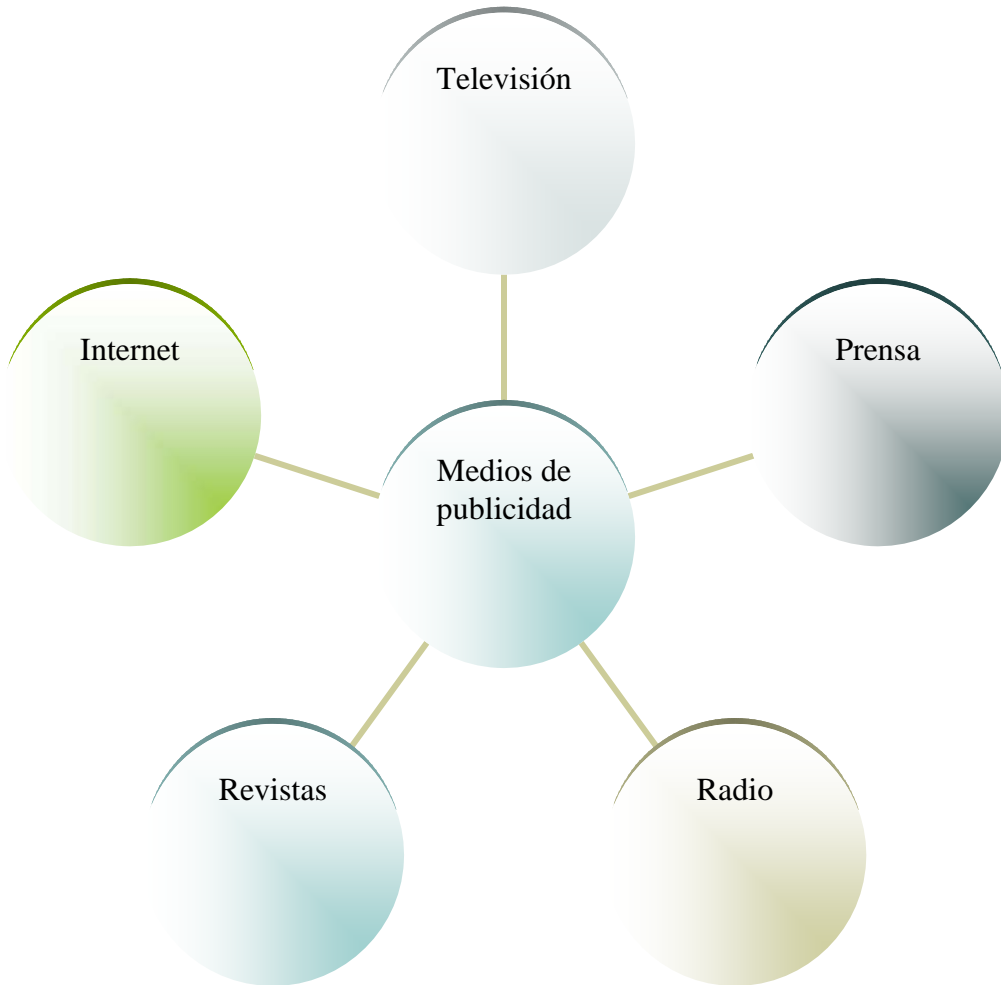 Televisión
Internet
Prensa
Medios de
publicidad
Revistas
Radio